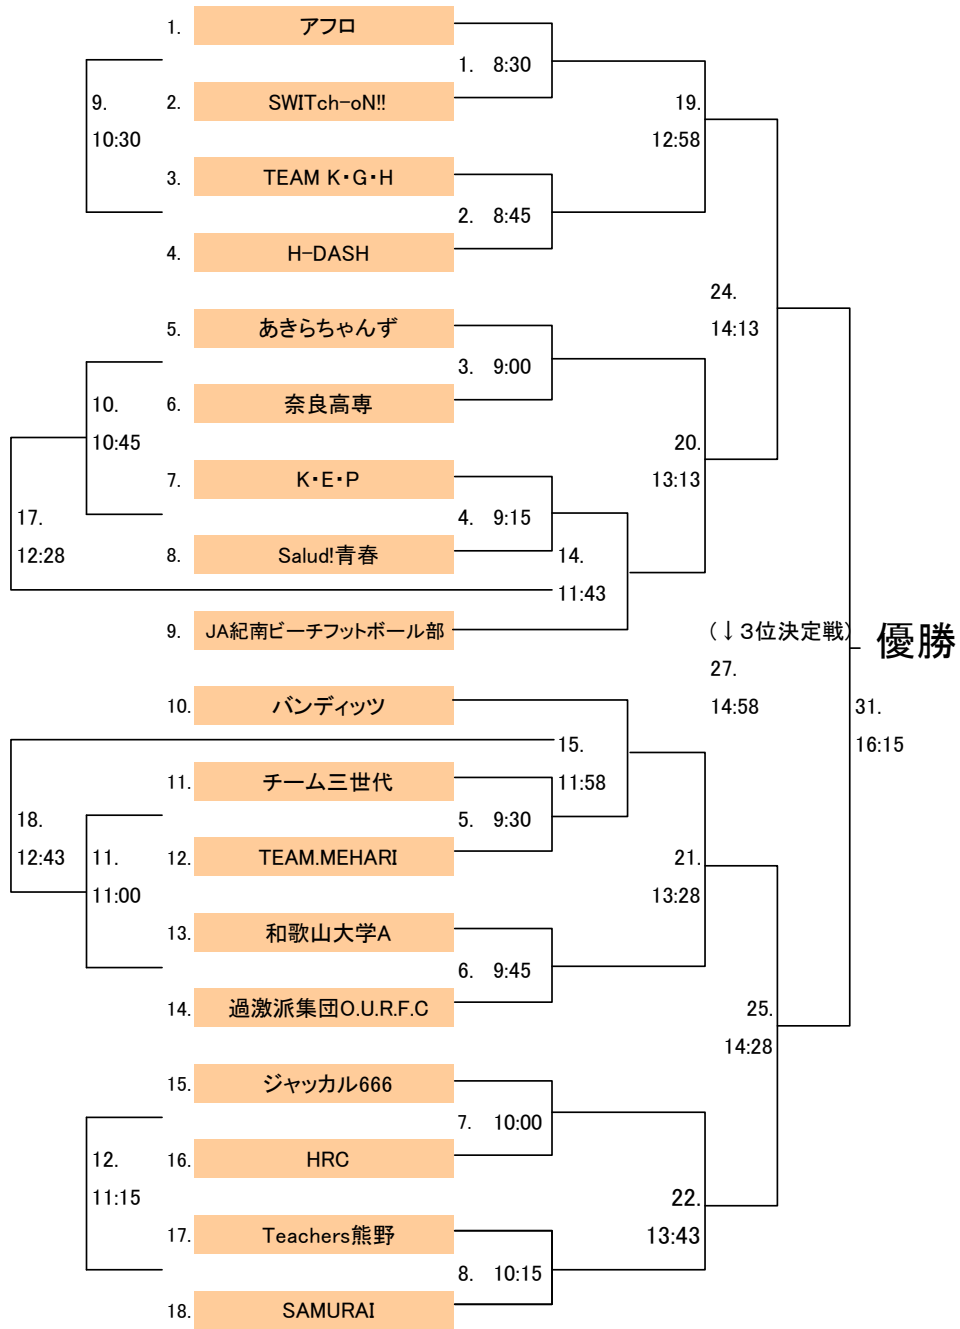 1. アフロ
1. 8:30
9. 2. SWITch-oN!! 19.
10:30 12:58
3. TEAM K・G・H
2. 8:45
4. H-DASH
24.
5. あきらちゃんず 14:13
3. 9:00
10. 6. 奈良高専
10:45 20.
7. K・E・P 13:13
17. 4. 9:15
12:28 8. Salud!青春 14.
11:43
9. JA紀南ビーチフットボール部 (↓3位決定戦) 優勝
27.
10. バンディッツ 14:58 31.
15. 16:15
11. チーム三世代 11:58
18. 5. 9:30
12:43 11. 12. TEAM.MEHARI 21.
11:00 13:28
13. 和歌山大学A
6. 9:45
14. 過激派集団O.U.R.F.C 25.
14:28
15. ジャッカル666
7. 10:00
12. 16. HRC
11:15 22.
17. Teachers熊野 13:43
8. 10:15
18. SAMURAI